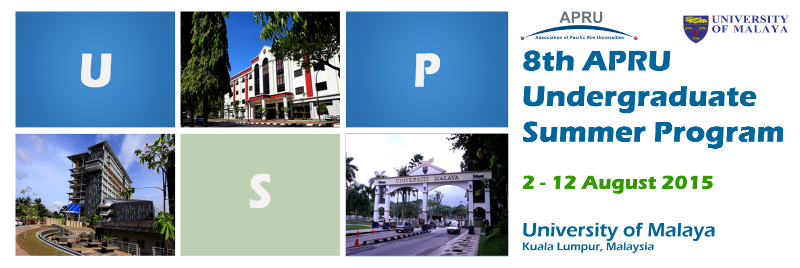 U
P
S
UNIVERSITY MALAYA
APRU
Association of Pacific Rim Universities
UNIVERSITY
OF MALAYA
8th APRU
Undergraduate
Summer Program
2 - 12 August 2015
University of Malaya
Kuala Lumpur, Malaysia